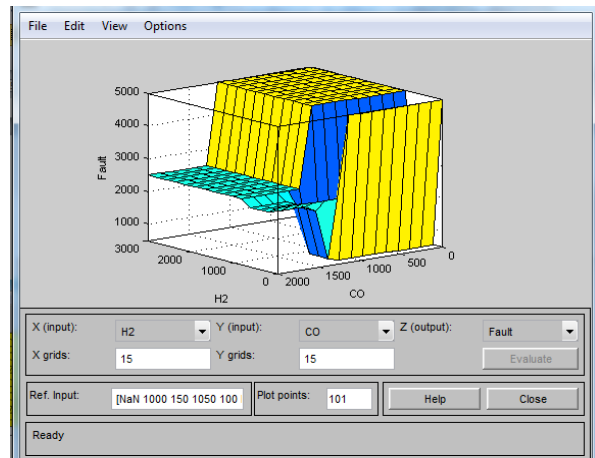 File Edit View Options
5000
4000
3000
2000
1000
Fault
3000
2000
1000
0
H2
2000
1500
1000
500
0
CO
X (input): H2 Y (input): CO Z (output): Fault
X grids: 15 Y grids: 15 Evaluate
Ref. Input: [NaN 1000 150 1050 100 Plot points: 101 Help Close
Ready